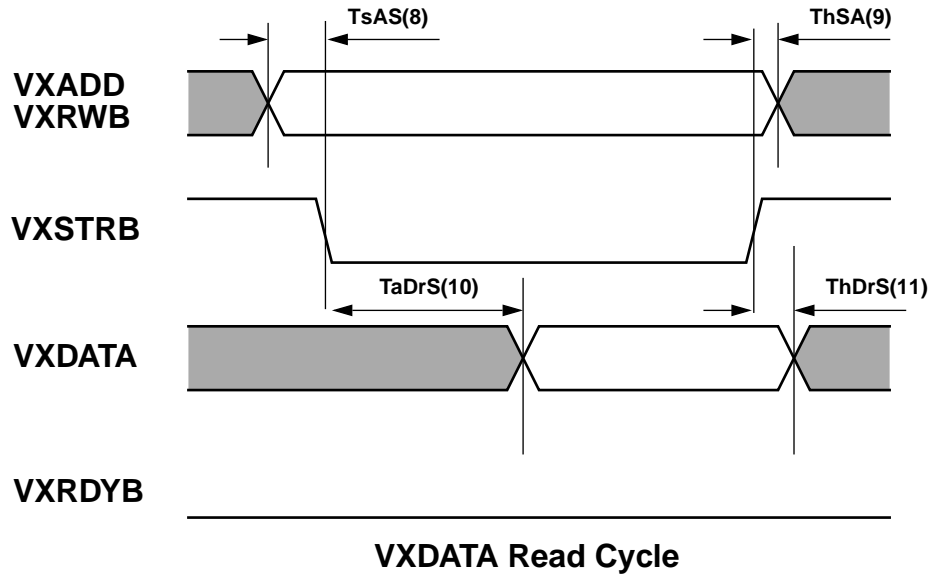 TsAS(8)
ThSA(9)
VXADD
VXRWB
VXSTRB
TaDrS(10)
ThDrS(11)
VXDATA
VXRDYB
VXDATA Read Cycle